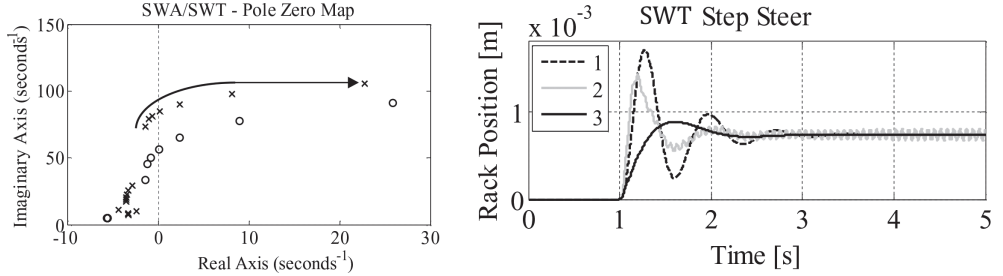 SWA/SWT - Pole Zero Map
Imaginary Axis (seconds¹)
150
100
50
0
-10
0
10
20
30
Real Axis (seconds⁻¹)
SWT Step Steer
x 10⁻³
Rack Position [m]
1
0
1
2
3
0
1
2
3
4
5
Time [s]